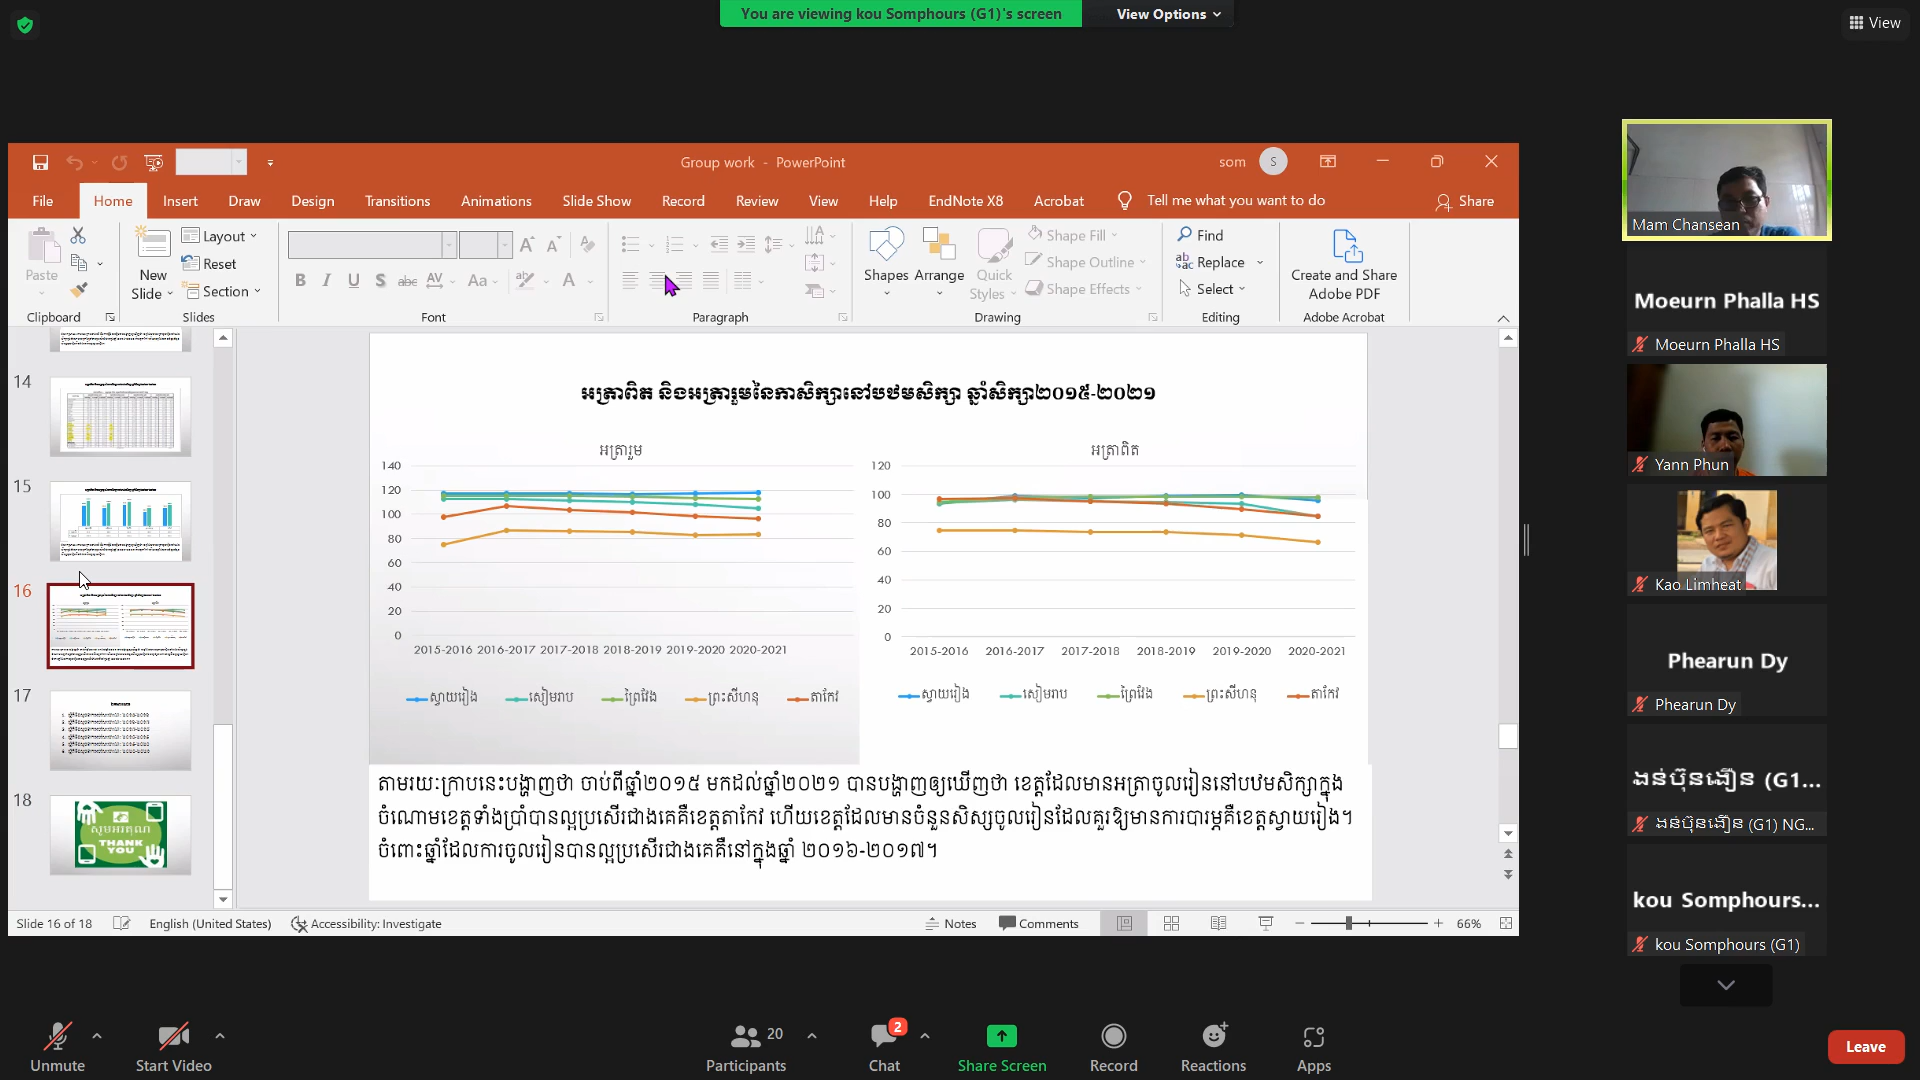 You are viewing kou Somphours (G1)'s screen
View Options
View
Group work - PowerPoint
som
S
File
Home
Insert
Draw
Design
Transitions
Animations
Slide Show
Record
Review
View
Help
EndNote X8
Acrobat
Tell me what you want to do
Share
Paste
New
Slide
Layout
Reset
Section
Shapes
Arrange
Quick
Styles
Shape Fill
Shape Outline
Shape Effects
Find
Replace
Select
Create and Share
Adobe PDF
Clipboard
Slides
Font
Paragraph
Drawing
Editing
Adobe Acrobat
14
15
16
17
18
សូមអរគុណ
THANK
YOU
អត្រាពិត និងអត្រារួមនៃការសិក្សានៅបឋមសិក្សា ឆ្នាំសិក្សា២០១៥-២០២១
អត្រារួម
140
120
100
80
60
40
20
0
2015-2016 2016-2017 2017-2018 2018-2019 2019-2020 2020-2021
ស្វាយរៀង សៀមរាប ព្រៃវែង ព្រះសីហនុ តាកែវ
អត្រាពិត
120
100
80
60
40
20
0
2015-2016 2016-2017 2017-2018 2018-2019 2019-2020 2020-2021
ស្វាយរៀង សៀមរាប ព្រៃវែង ព្រះសីហនុ តាកែវ
តាមរយៈក្រាបនេះបង្ហាញថា ចាប់ពីឆ្នាំ២០១៥ មកដល់ឆ្នាំ២០២១ បានបង្ហាញឲ្យឃើញថា ខេត្តដែលមានអត្រាចូលរៀននៅបឋមសិក្សាក្នុង
ចំណោមខេត្តទាំងប្រាំបានល្អប្រសើរជាងគេគឺខេត្តតាកែវ ហើយខេត្តដែលមានចំនួនសិស្សចូលរៀនដែលគួរឱ្យមានការបារម្ភគឺខេត្តស្វាយរៀង។
ចំពោះឆ្នាំដែលការចូលរៀនបានល្អប្រសើរជាងគេគឺនៅក្នុងឆ្នាំ ២០១៦-២០១៧។
Slide 16 of 18
English (United States)
Accessibility: Investigate
Notes
Comments
66%
Mam Chansean
Moeurn Phalla HS
Moeurn Phalla HS
Yann Phun
Kao Limheat
Phearun Dy
Phearun Dy
ងន់ប៊ុនងឿន (G1...
ងន់ប៊ុនងឿន (G1) NG...
kou Somphours...
kou Somphours (G1)
Unmute
Start Video
Participants
20
Chat
2
Share Screen
Record
Reactions
Apps
Leave